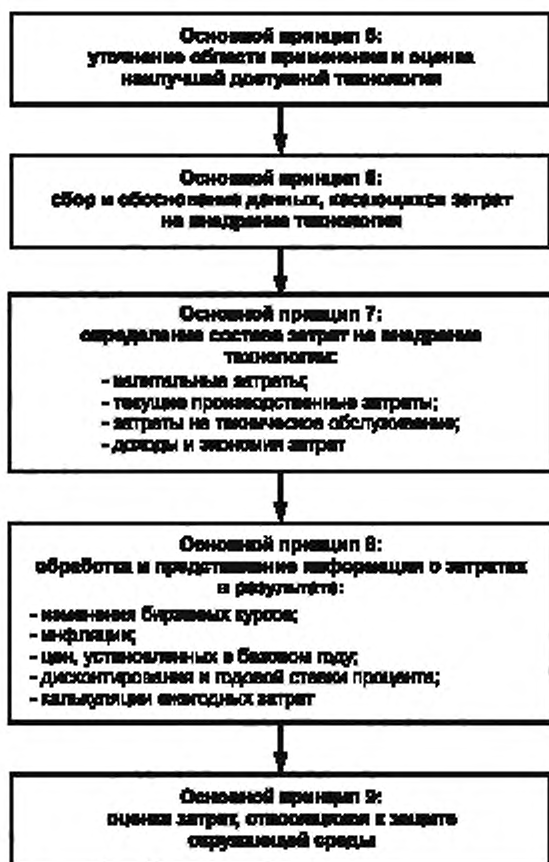 Основной принцип 5:
уточнение области применения и оценка
наилучшей доступной технологии
Основной принцип 6:
сбор и обоснование данных, касающихся затрат
на внедрение технологии
Основной принцип 7:
определение состава затрат на внедрение
технологии:
- капитальные затраты;
- текущие производственные затраты;
- затраты на техническое обслуживание;
- доходы и экономия затрат
Основной принцип 8:
обработка и представление информации о затратах
в результате:
- изменения биржевых курсов;
- инфляции;
- цен, установленных в базовом году;
- дисконтирования и годовой ставки процента;
- калькуляции ежегодных затрат
Основной принцип 9:
оценка затрат, относящихся к защите
окружающей среды